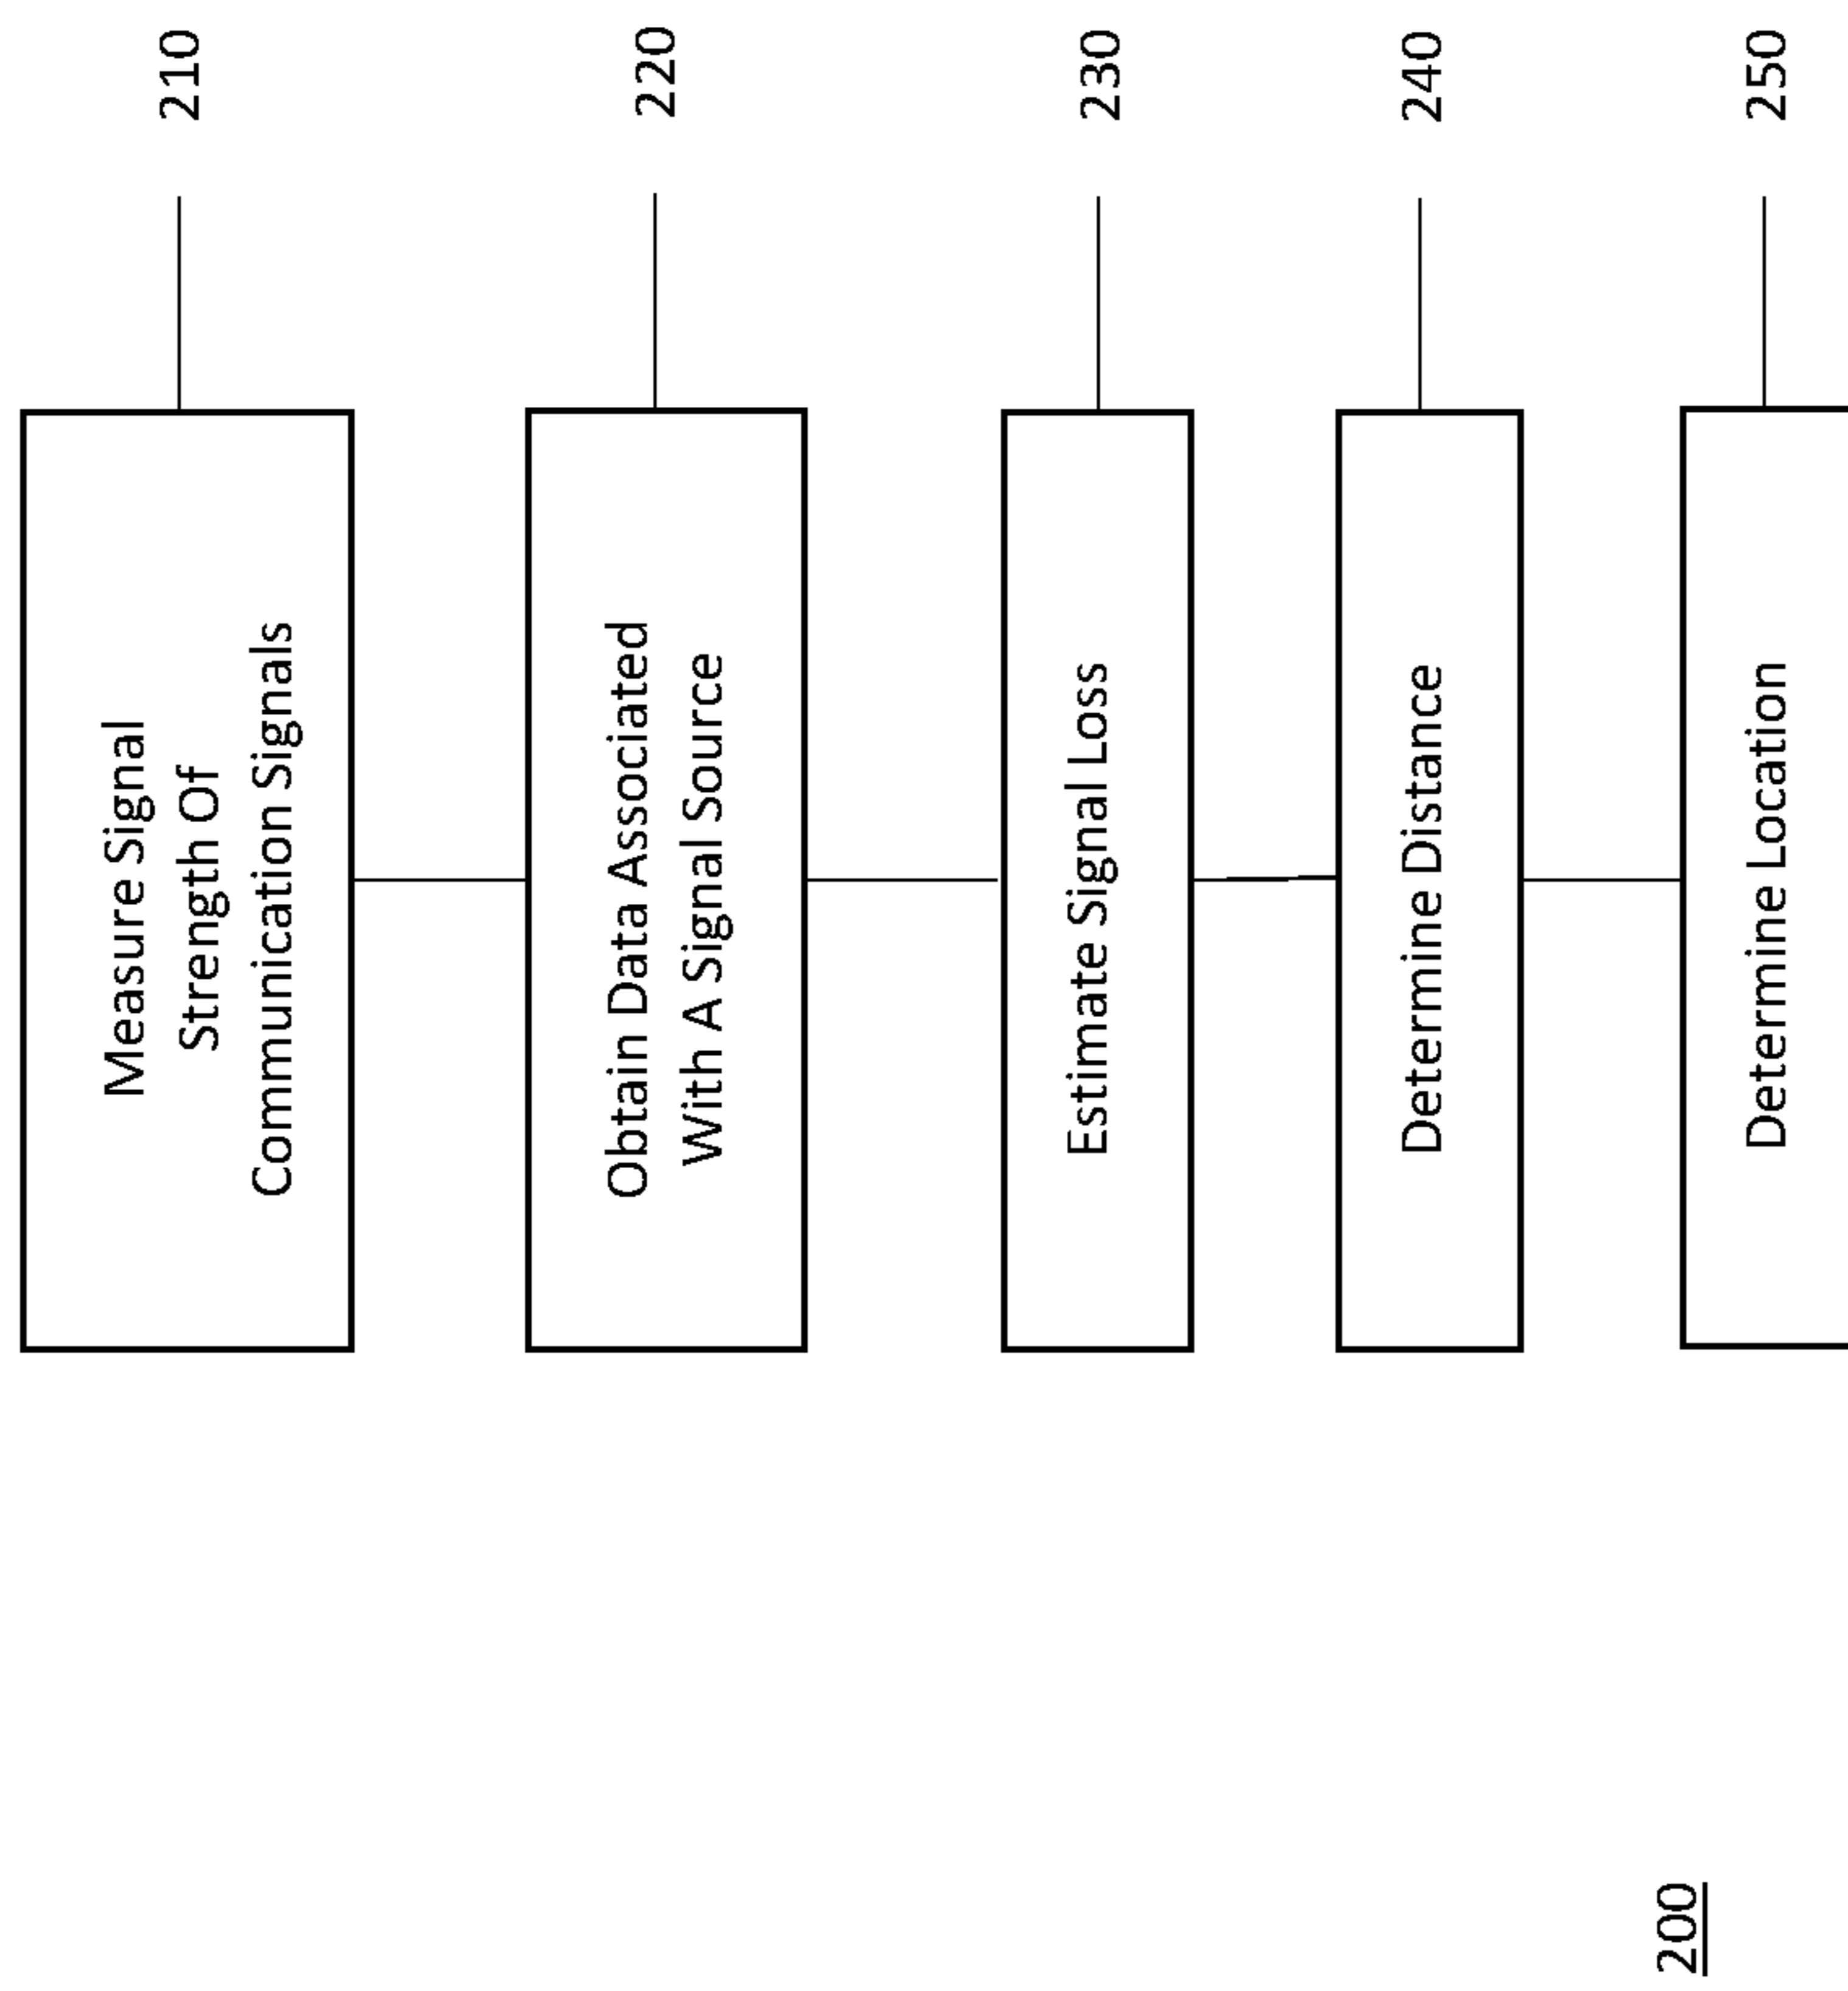 Measure Signal
Strength Of
Communication Signals
210
Obtain Data Associated
With A Signal Source
220
Estimate Signal Loss
230
Determine Distance
240
Determine Location
250
200